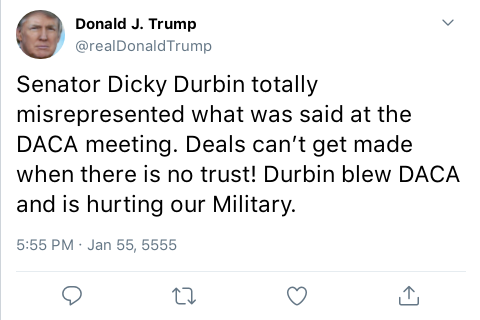 Donald J. Trump
@realDonaldTrump
Senator Dicky Durbin totally
misrepresented what was said at the
DACA meeting. Deals can’t get made
when there is no trust! Durbin blew DACA
and is hurting our Military.
5:55 PM · Jan 55, 5555